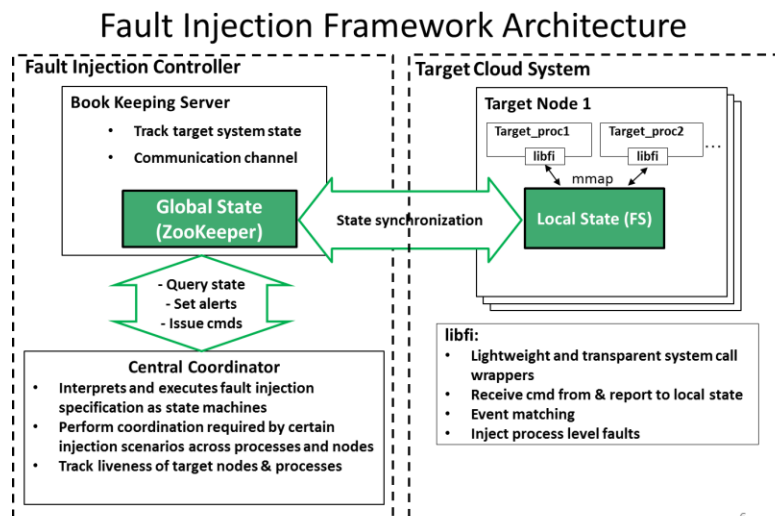 Fault Injection Framework Architecture
Fault Injection Controller
Book Keeping Server
• Track target system state
• Communication channel
Global State
(ZooKeeper)
- Query state
- Set alerts
- Issue cmds
Central Coordinator
• Interprets and executes fault injection
specification as state machines
• Perform coordination required by certain
injection scenarios across processes and nodes
• Track liveness of target nodes & processes
State synchronization
Target Cloud System
Target Node 1
Target_proc1
libfi
Target_proc2
libfi
...
mmap
Local State (FS)
libfi:
• Lightweight and transparent system call
wrappers
• Receive cmd from & report to local state
• Event matching
• Inject process level faults